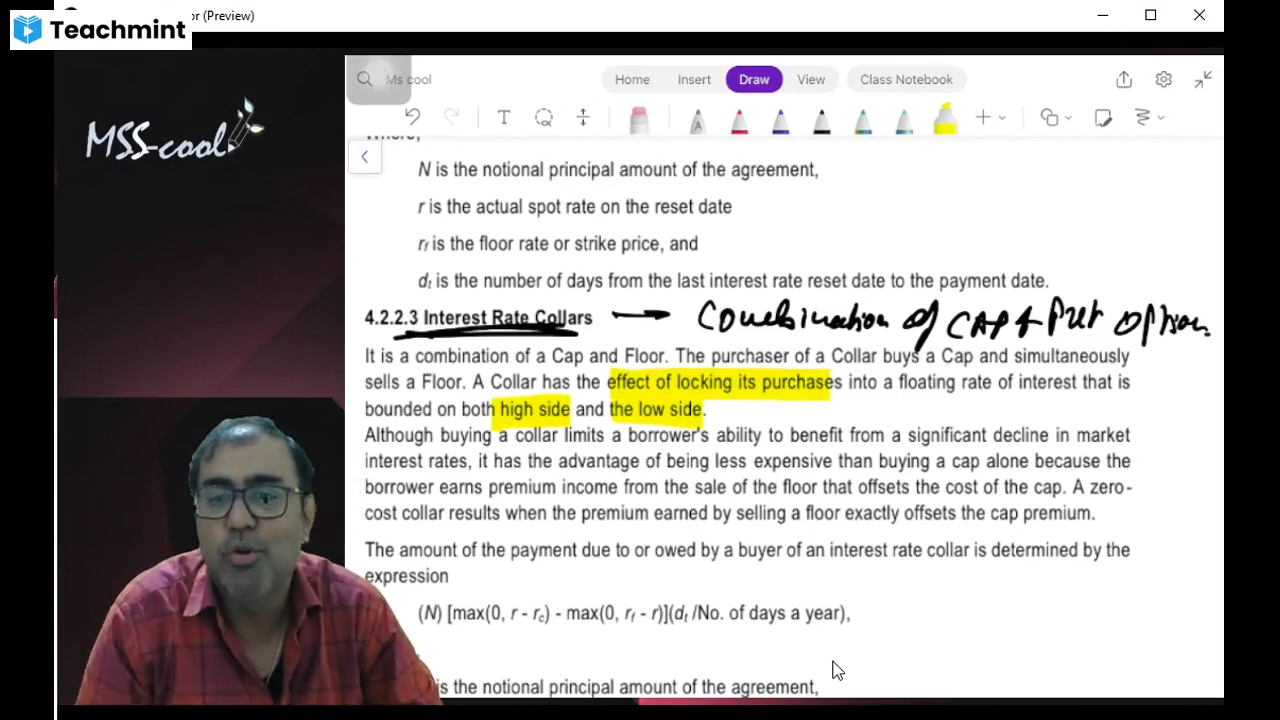 Teachmint
or (Preview)
MSS-cool
Ms cool
Home Insert Draw View Class Notebook
Where,
N is the notional principal amount of the agreement,
r is the actual spot rate on the reset date
rf is the floor rate or strike price, and
dt is the number of days from the last interest rate reset date to the payment date.
4.2.2.3 Interest Rate Collars
Combination of CAP + Put option
It is a combination of a Cap and Floor. The purchaser of a Collar buys a Cap and simultaneously
sells a Floor. A Collar has the effect of locking its purchases into a floating rate of interest that is
bounded on both high side and the low side.
Although buying a collar limits a borrower's ability to benefit from a significant decline in market
interest rates, it has the advantage of being less expensive than buying a cap alone because the
borrower earns premium income from the sale of the floor that offsets the cost of the cap. A zero-
cost collar results when the premium earned by selling a floor exactly offsets the cap premium.
The amount of the payment due to or owed by a buyer of an interest rate collar is determined by the
expression
(N) [max(0, r - rc) - max(0, rf - r)](dt /No. of days a year),
is the notional principal amount of the agreement,